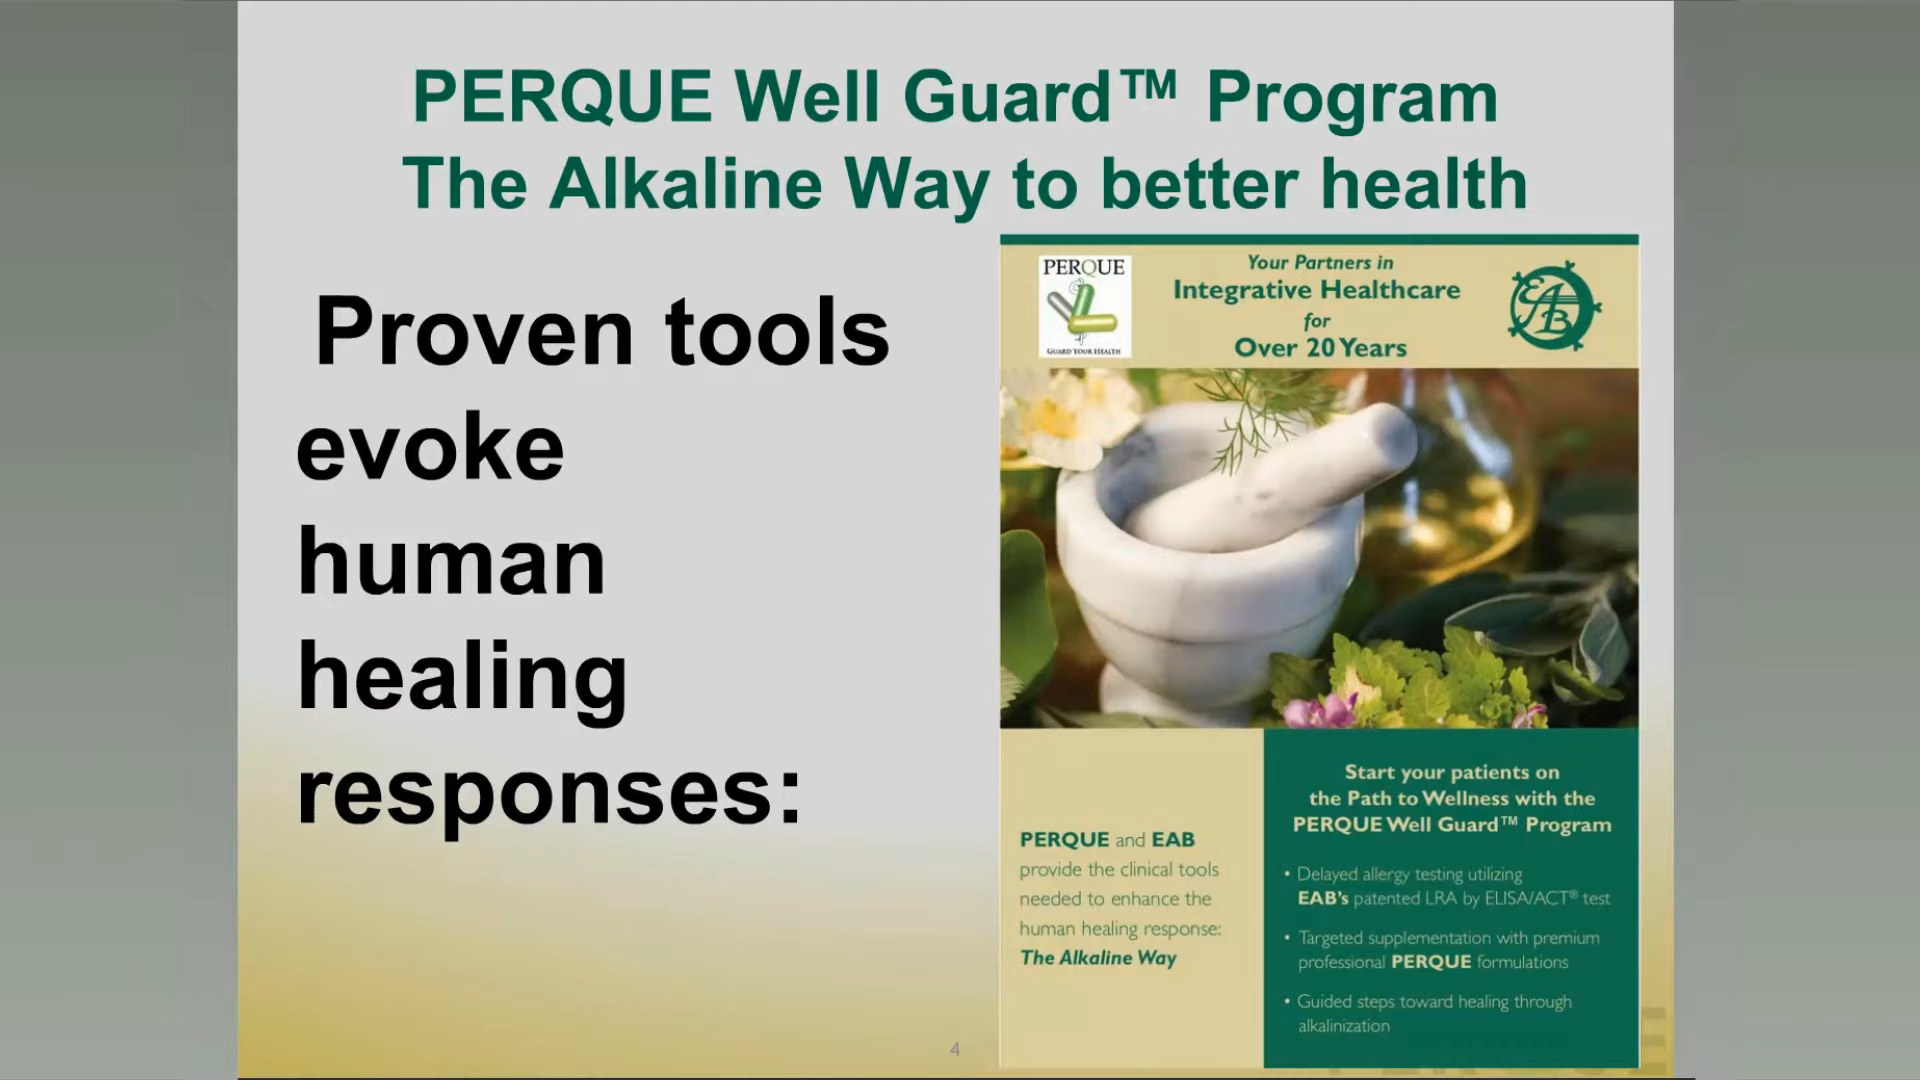 PERQUE Well Guard™ Program
The Alkaline Way to better health
Proven tools
evoke
human
healing
responses:
PERQUE
GUARD YOUR HEALTH
Your Partners in
Integrative Healthcare
for
Over 20 Years
EAB
PERQUE and EAB
provide the clinical tools
needed to enhance the
human healing response:
The Alkaline Way
Start your patients on
the Path to Wellness with the
PERQUE Well Guard™ Program
• Delayed allergy testing utilizing
EAB's patented LRA by ELISA/ACT® test
• Targeted supplementation with premium
professional PERQUE formulations
• Guided steps toward healing through
alkalinization
4